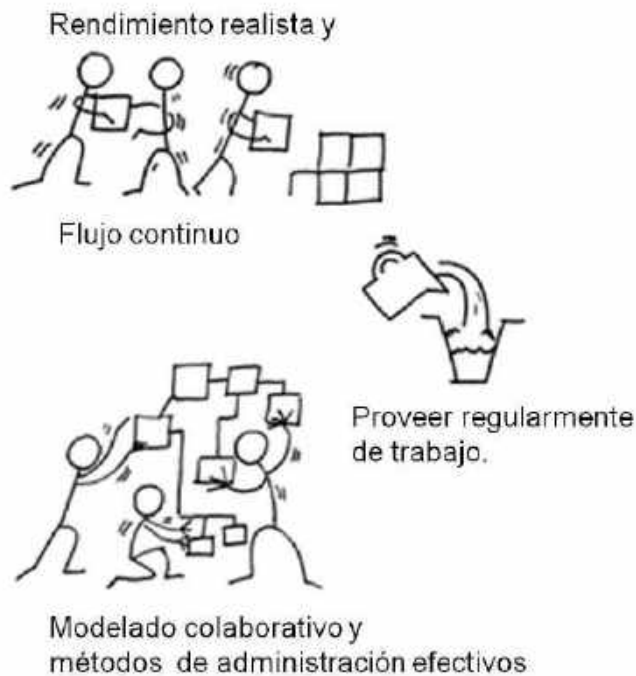 Rendimiento realista y
Flujo continuo
Proveer regularmente
de trabajo.
Modelado colaborativo y
métodos de administración efectivos